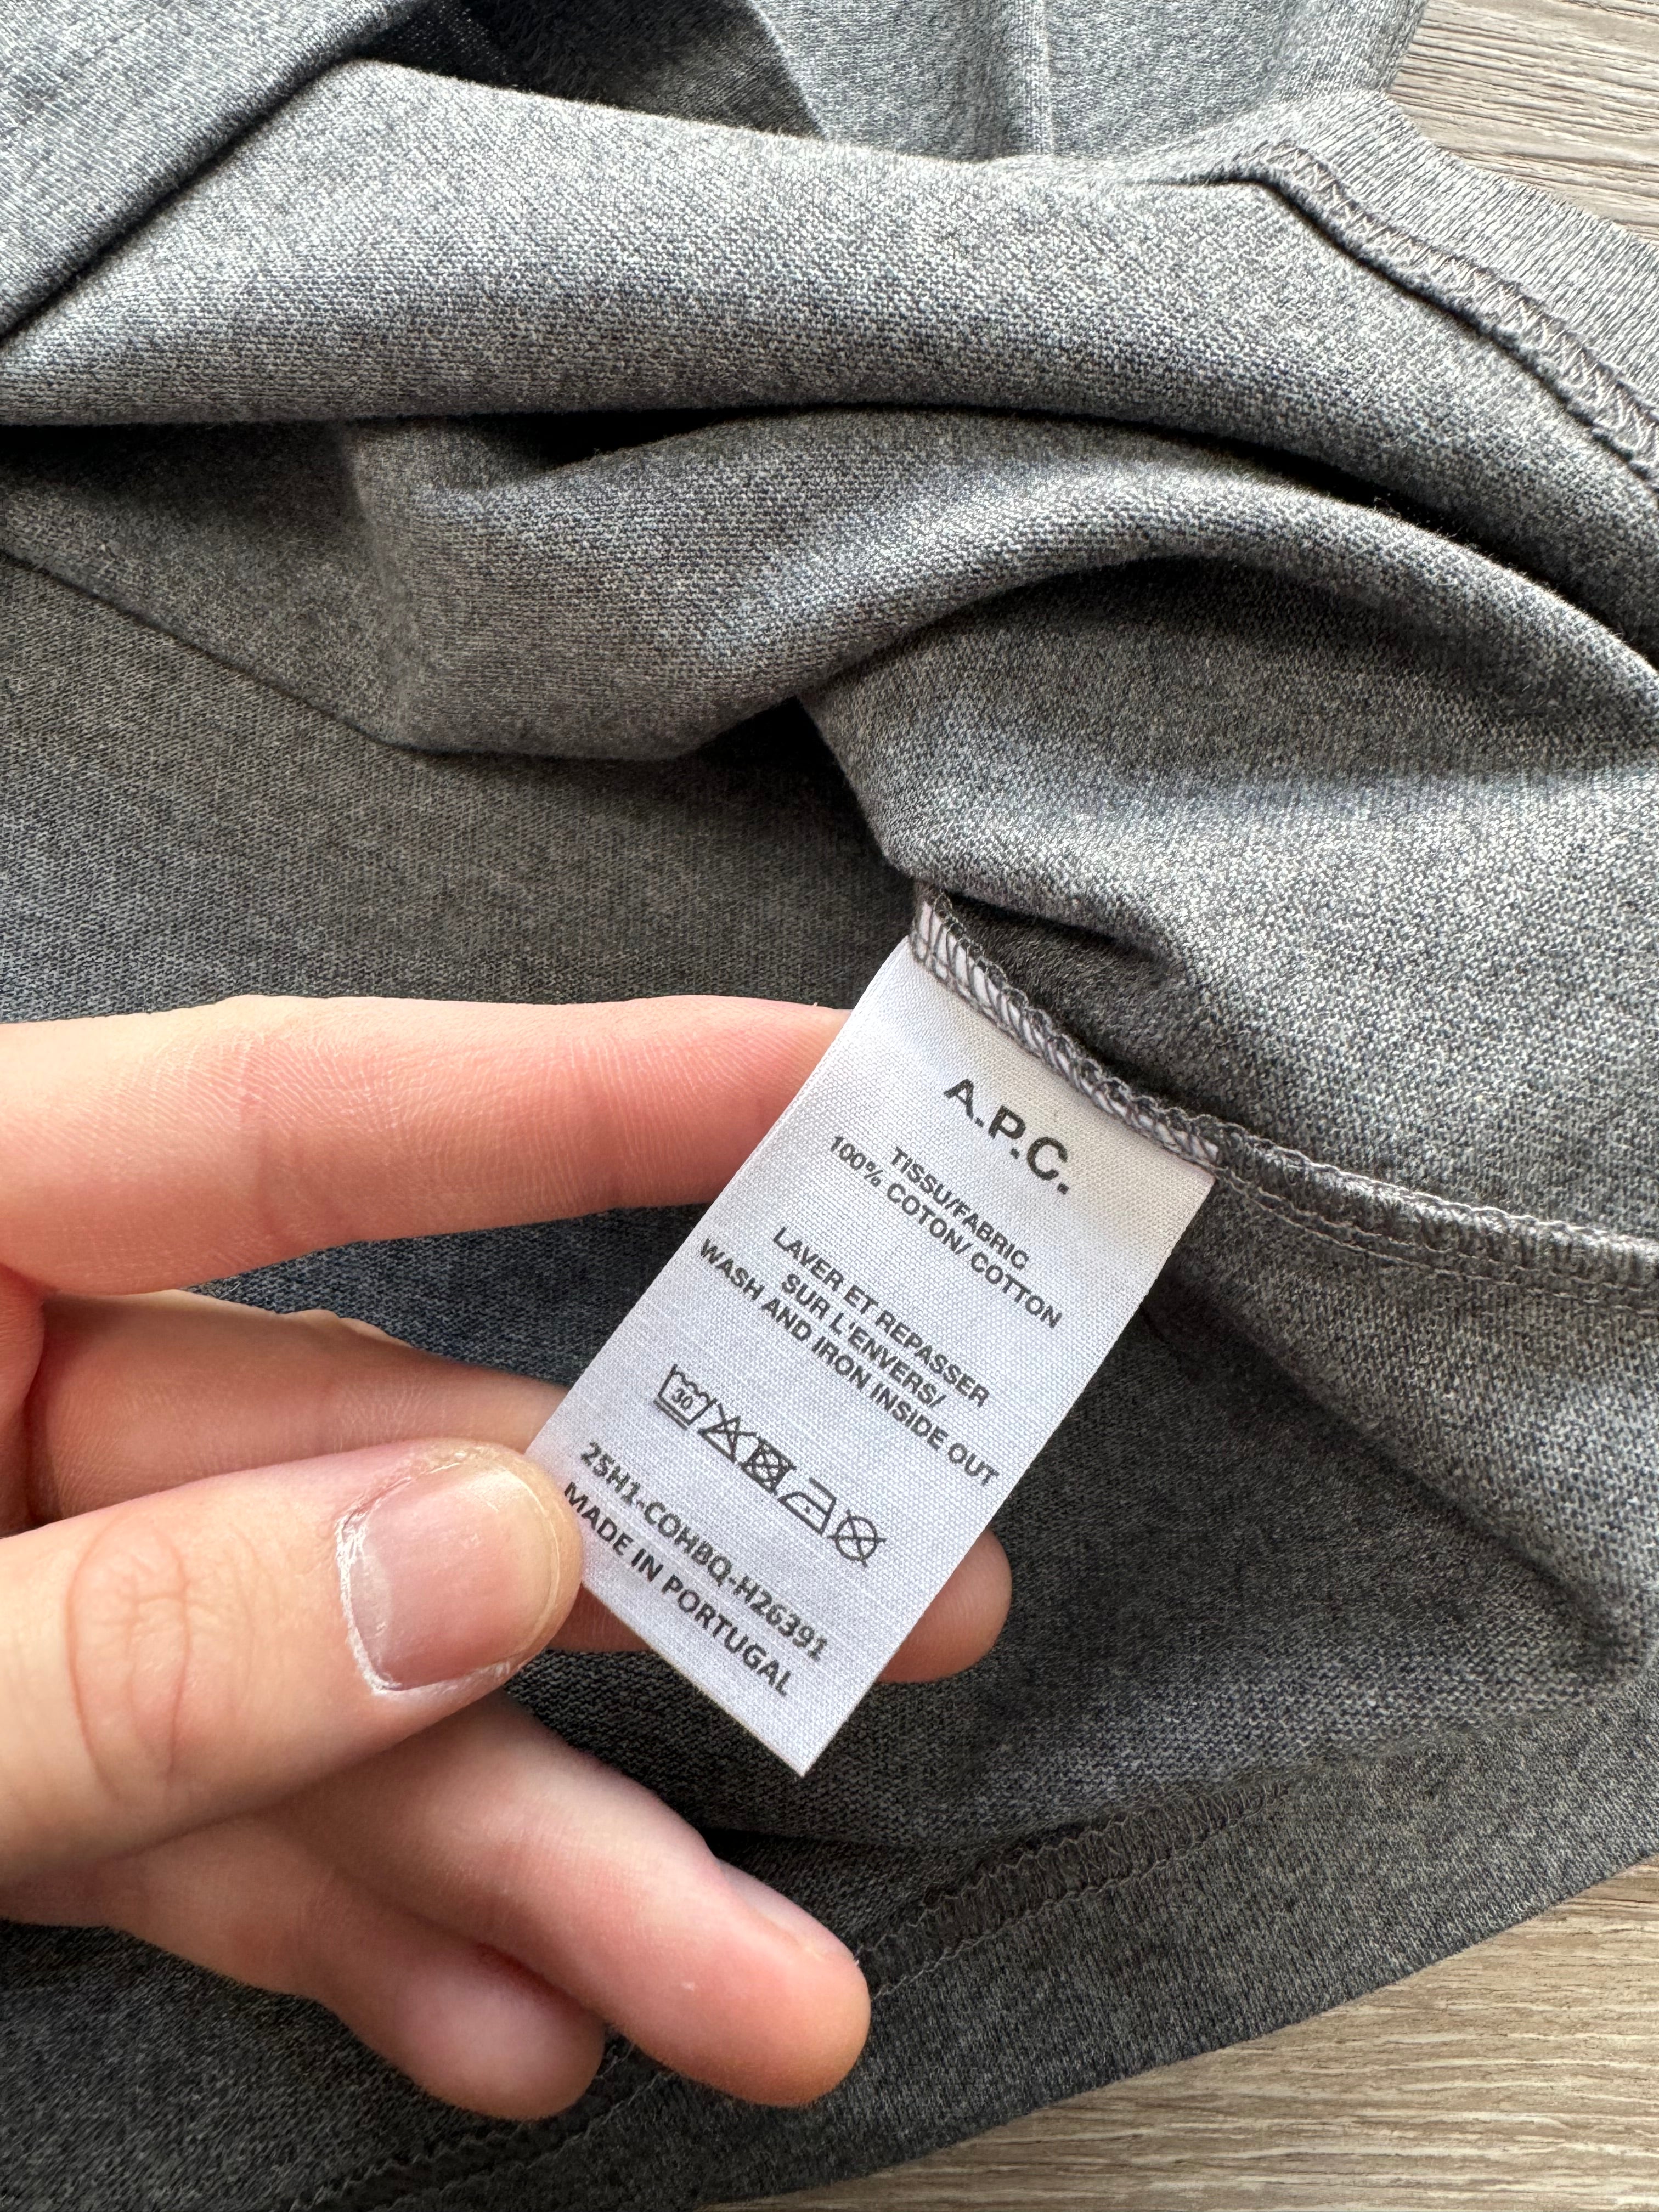 A.P.C.
TISSU/FABRIC
100% COTON/ COTTON
LAVER ET REPASSER
SUR L'ENVERS/
WASH AND IRON INSIDE OUT
30
25H1-COHBQ-H26391
MADE IN PORTUGAL